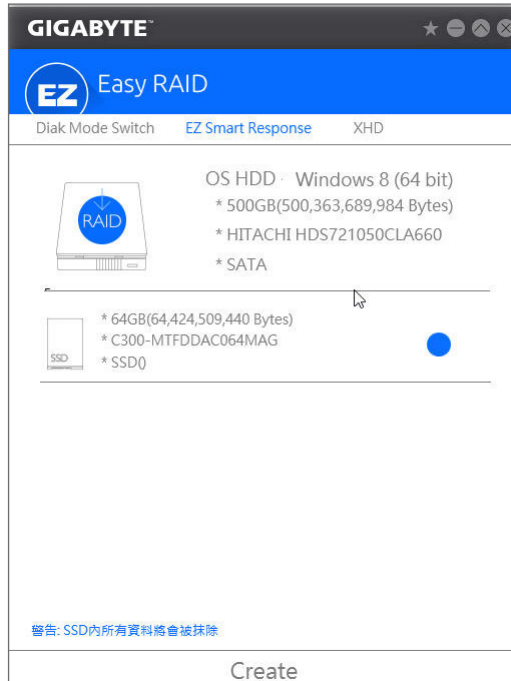 GIGABYTE™
EZ Easy RAID
Diak Mode Switch EZ Smart Response XHD
RAID
OS HDD · Windows 8 (64 bit)
* 500GB(500,363,689,984 Bytes)
* HITACHI HDS721050CLA660
* SATA
SSD
* 64GB(64,424,509,440 Bytes)
* C300-MTFDDAC064MAG
* SSD()
警告: SSD內所有資料將會被抹除
Create